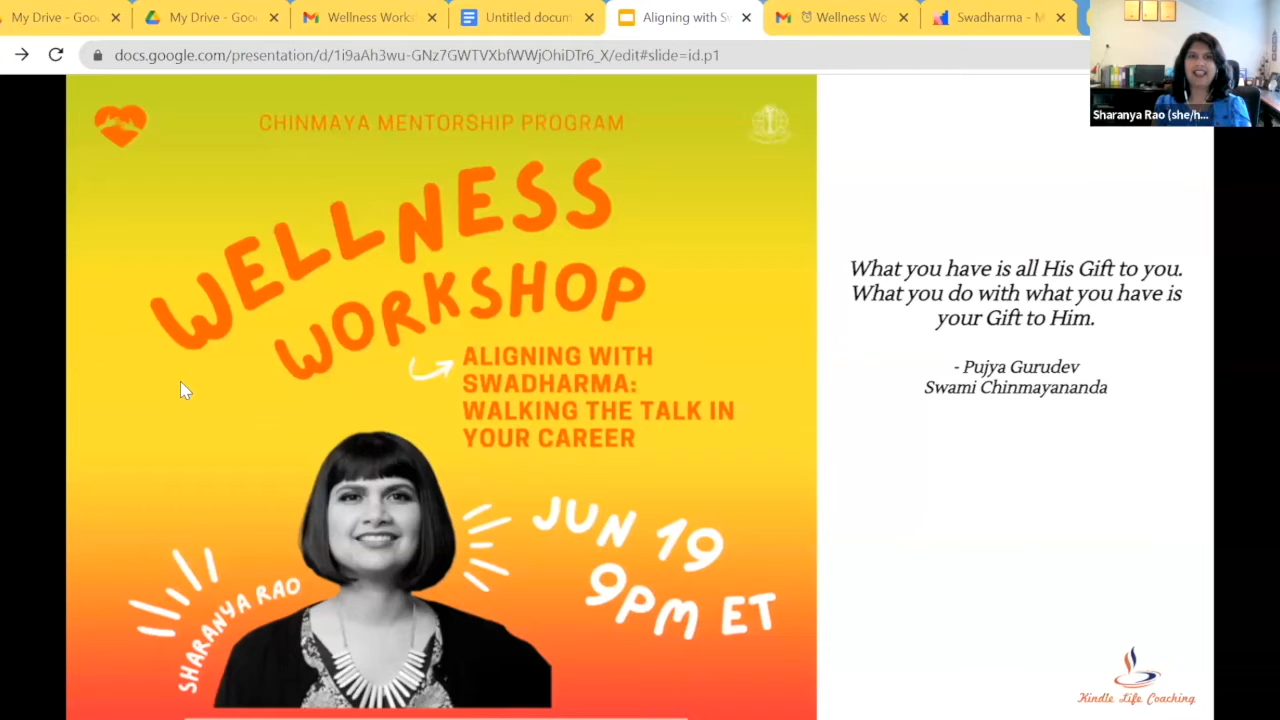 My Drive - Goo
My Drive - Goo
Wellness Works
Untitled docum
Aligning with S
Wellness Wo
Swadharma - M
docs.google.com/presentation/d/1i9aAh3wu-GNz7GWTVXbfWWjOhiDTr6_X/edit#slide=id.p1
Sharanya Rao (she/h...
CHINMAYA MENTORSHIP PROGRAM
WELLNESS
WORKSHOP
ALIGNING WITH
SWADHARMA:
WALKING THE TALK IN
YOUR CAREER
JUN 19
9PM ET
SHARANYA RAO
What you have is all His Gift to you.
What you do with what you have is
your Gift to Him.
- Pujya Gurudev
Swami Chinmayananda
Kindle Life Coaching